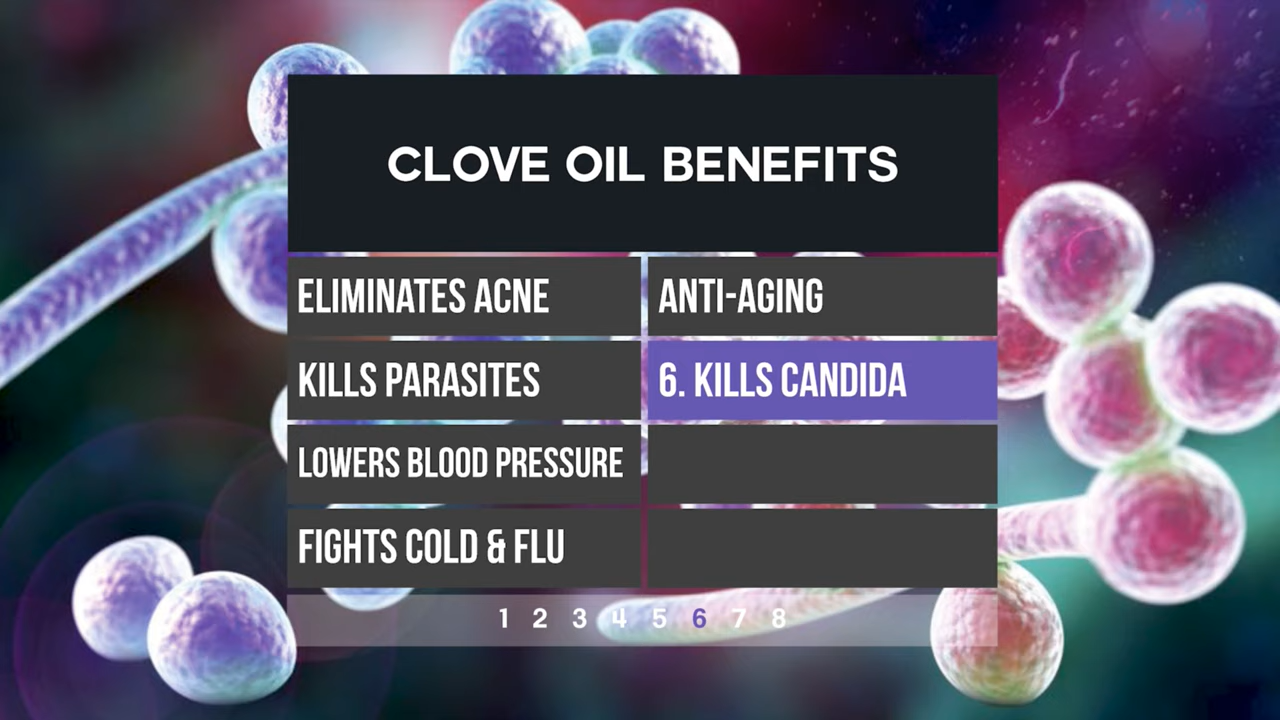 CLOVE OIL BENEFITS
ELIMINATES ACNE
KILLS PARASITES
LOWERS BLOOD PRESSURE
FIGHTS COLD & FLU
ANTI-AGING
6. KILLS CANDIDA
1 2 3 4 5 6 7 8